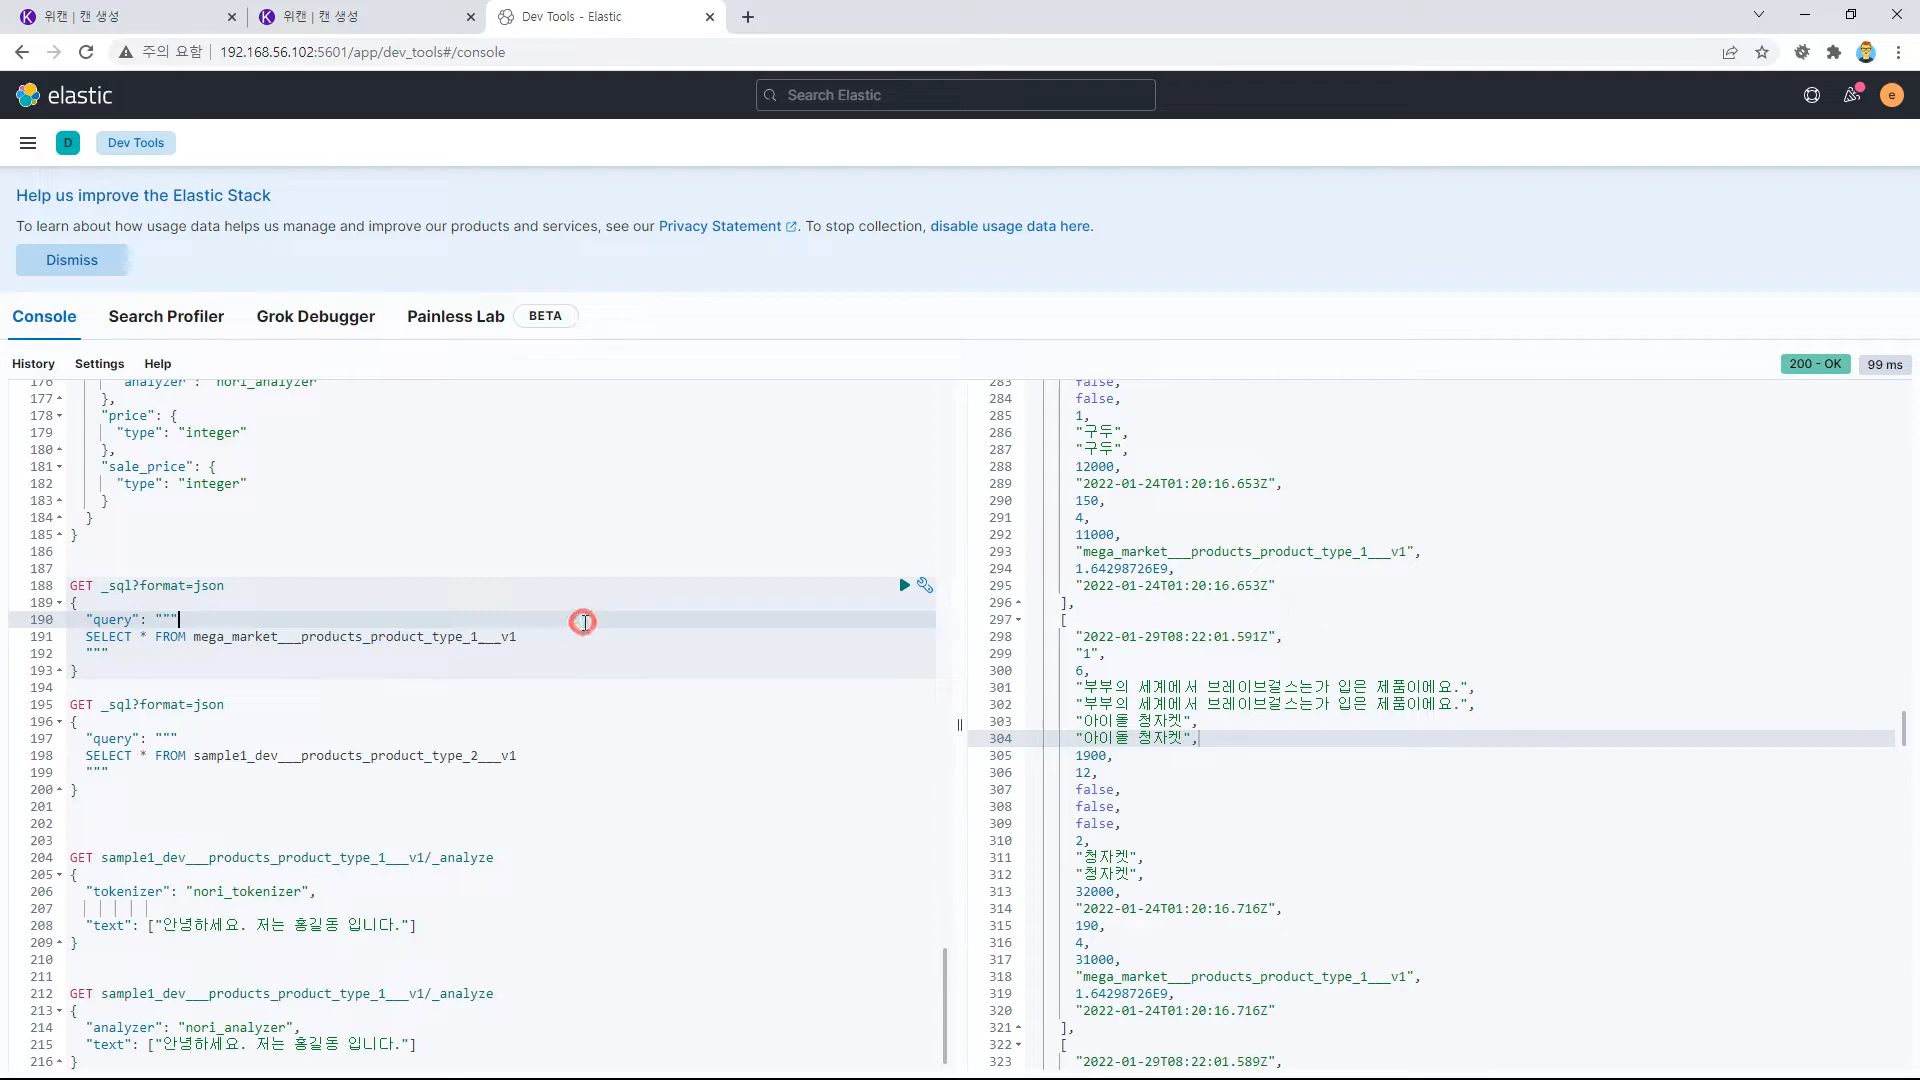 위캔 | 캔 생성
위캔 | 캔 생성
Dev Tools - Elastic
주의 요함
192.168.56.102:5601/app/dev_tools#/console
elastic
Search Elastic
e
D
Dev Tools
Help us improve the Elastic Stack
To learn about how usage data helps us manage and improve our products and services, see our Privacy Statement. To stop collection, disable usage data here.
Dismiss
Console
Search Profiler
Grok Debugger
Painless Lab
BETA
History
Settings
Help
200 - OK
99 ms
176 "analyzer": "nori_analyzer"
177 },
178 "price": {
179 "type": "integer"
180 },
181 "sale_price": {
182 "type": "integer"
183 }
184 }
185 }
186
187
188 GET _sql?format=json
189 {
190 "query": """
191 SELECT * FROM mega_market___products_product_type_1___v1
192 """
193 }
194
195 GET _sql?format=json
196 {
197 "query": """
198 SELECT * FROM sample1_dev___products_product_type_2___v1
199 """
200 }
201
202
203
204 GET sample1_dev___products_product_type_1___v1/_analyze
205 {
206 "tokenizer": "nori_tokenizer",
207
208 "text": ["안녕하세요. 저는 홍길동 입니다."]
209 }
210
211
212 GET sample1_dev___products_product_type_1___v1/_analyze
213 {
214 "analyzer": "nori_analyzer",
215 "text": ["안녕하세요. 저는 홍길동 입니다."]
216 }
283 false,
284 false,
285 1,
286 "구두",
287 "구두",
288 12000,
289 "2022-01-24T01:20:16.653Z",
290 150,
291 4,
292 11000,
293 "mega_market___products_product_type_1___v1",
294 1.64298726E9,
295 "2022-01-24T01:20:16.653Z"
296 ],
297 [
298 "2022-01-29T08:22:01.591Z",
299 "1",
300 6,
301 "부부의 세계에서 브레이브걸스는가 입은 제품이에요.",
302 "부부의 세계에서 브레이브걸스는가 입은 제품이에요.",
303 "아이돌 청자켓",
304 "아이돌 청자켓",
305 1900,
306 12,
307 false,
308 false,
309 false,
310 2,
311 "청자켓",
312 "청자켓",
313 32000,
314 "2022-01-24T01:20:16.716Z",
315 190,
316 4,
317 31000,
318 "mega_market___products_product_type_1___v1",
319 1.64298726E9,
320 "2022-01-24T01:20:16.716Z"
321 ],
322 [
323 "2022-01-29T08:22:01.589Z",